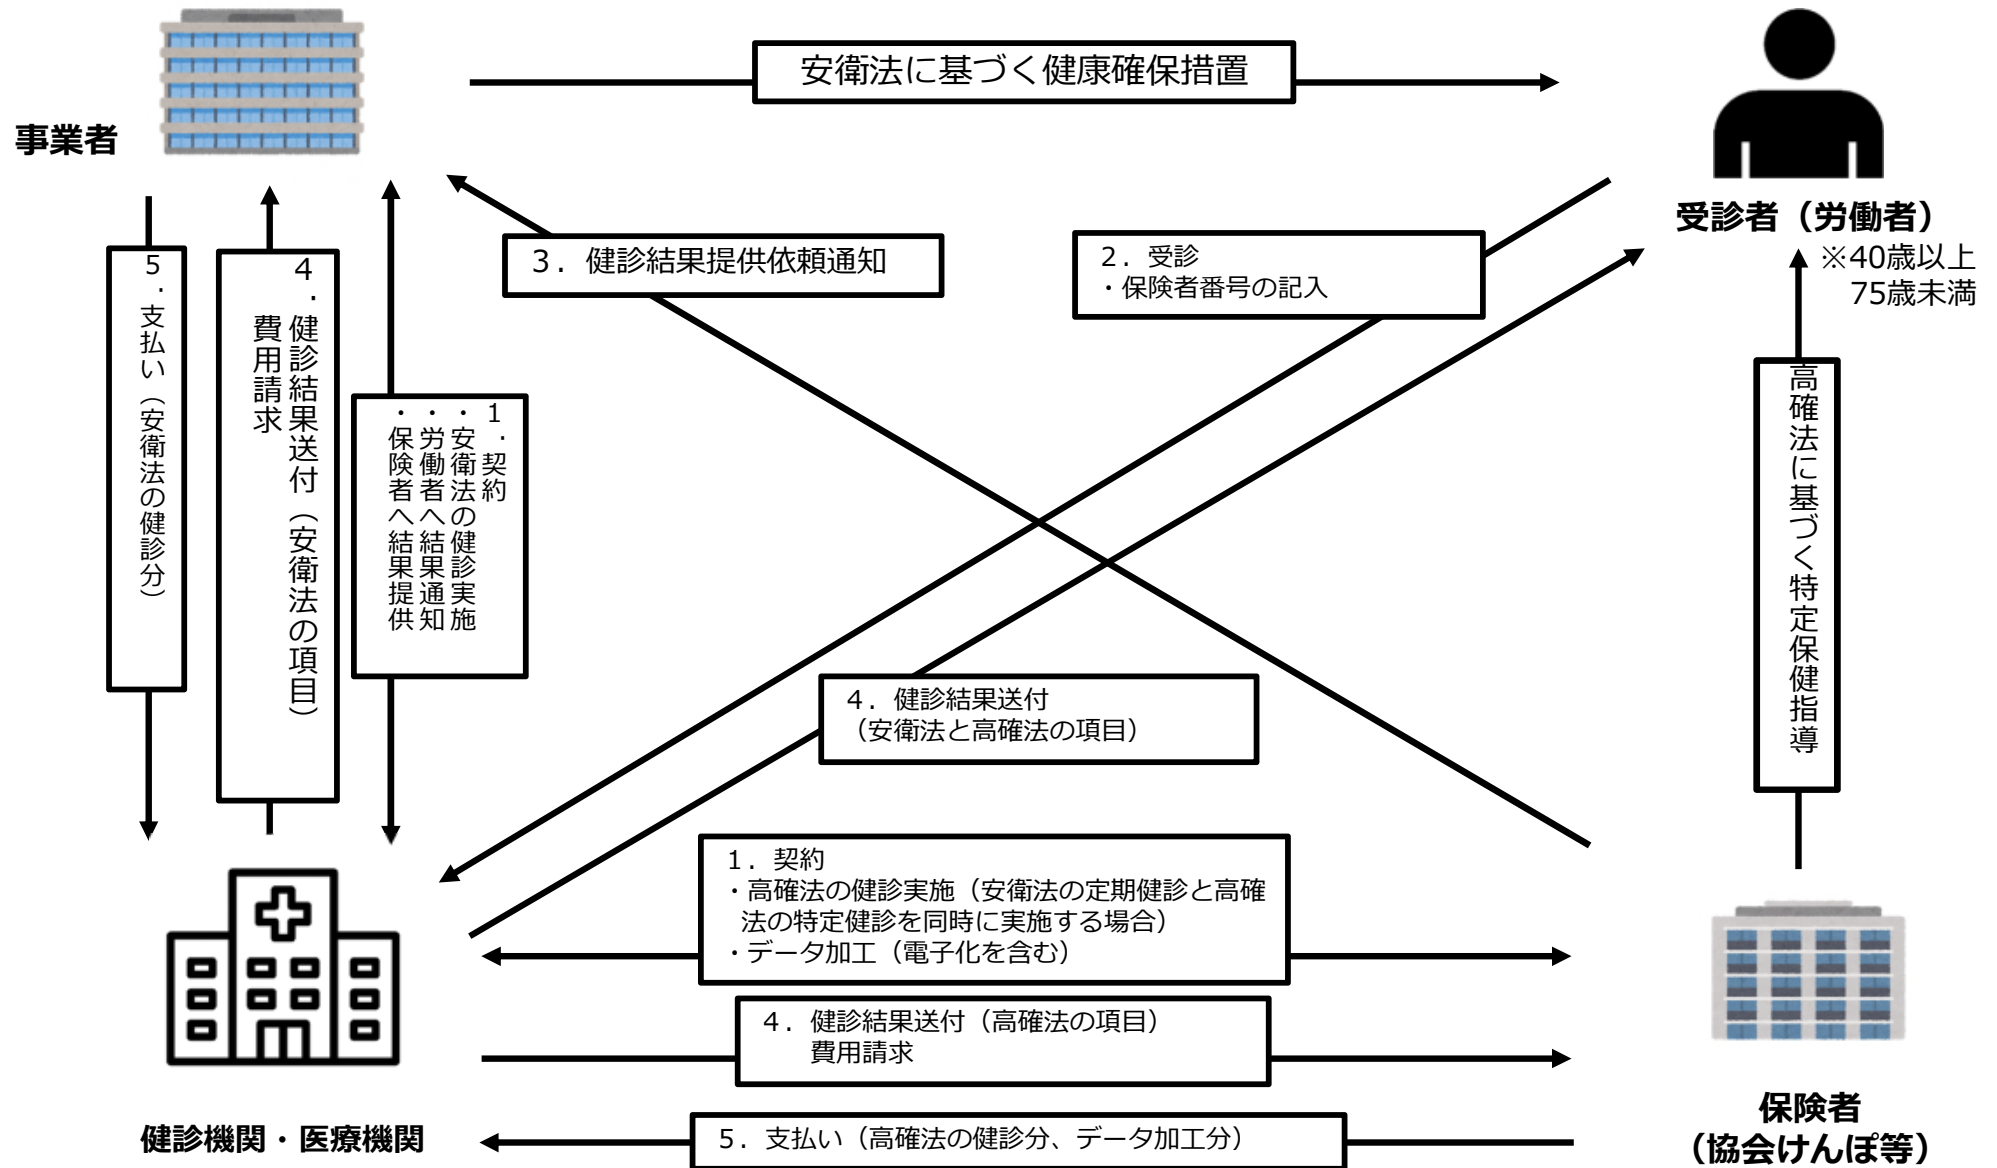 安衛法に基づく健康確保措置
事業者
受診者（労働者）
※40歳以上
75歳未満
3．健診結果提供依頼通知
2．受診
・保険者番号の記入
5．支払い（安衛法の健診分）
4．健診結果送付（安衛法の項目）
費用請求
1．契約
・安衛法の健診実施
・労働者へ結果通知
・保険者へ結果提供
高確法に基づく特定保健指導
4．健診結果送付
（安衛法と高確法の項目）
1．契約
・高確法の健診実施（安衛法の定期健診と高確
法の特定健診を同時に実施する場合）
・データ加工（電子化を含む）
4．健診結果送付（高確法の項目）
費用請求
5．支払い（高確法の健診分、データ加工分）
健診機関・医療機関
保険者
（協会けんぽ等）